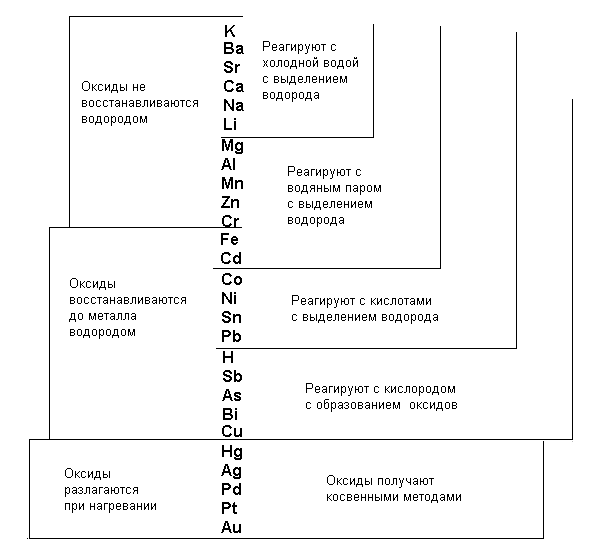 K
Ba
Sr
Ca
Na
Li
Mg
Al
Mn
Zn
Cr
Fe
Cd
Co
Ni
Sn
Pb
H
Sb
As
Bi
Cu
Hg
Ag
Pd
Pt
Au
Оксиды не
восстанавливаются
водородом
Оксиды
восстанавливаются
до металла
водородом
Оксиды
разлагаются
при нагревании
Реагируют с
холодной водой
с выделением
водорода
Реагируют с
водяным паром
с выделением
водорода
Реагируют с кислотами
с выделением водорода
Реагируют с кислородом
с образованием оксидов
Оксиды получают
косвенными методами